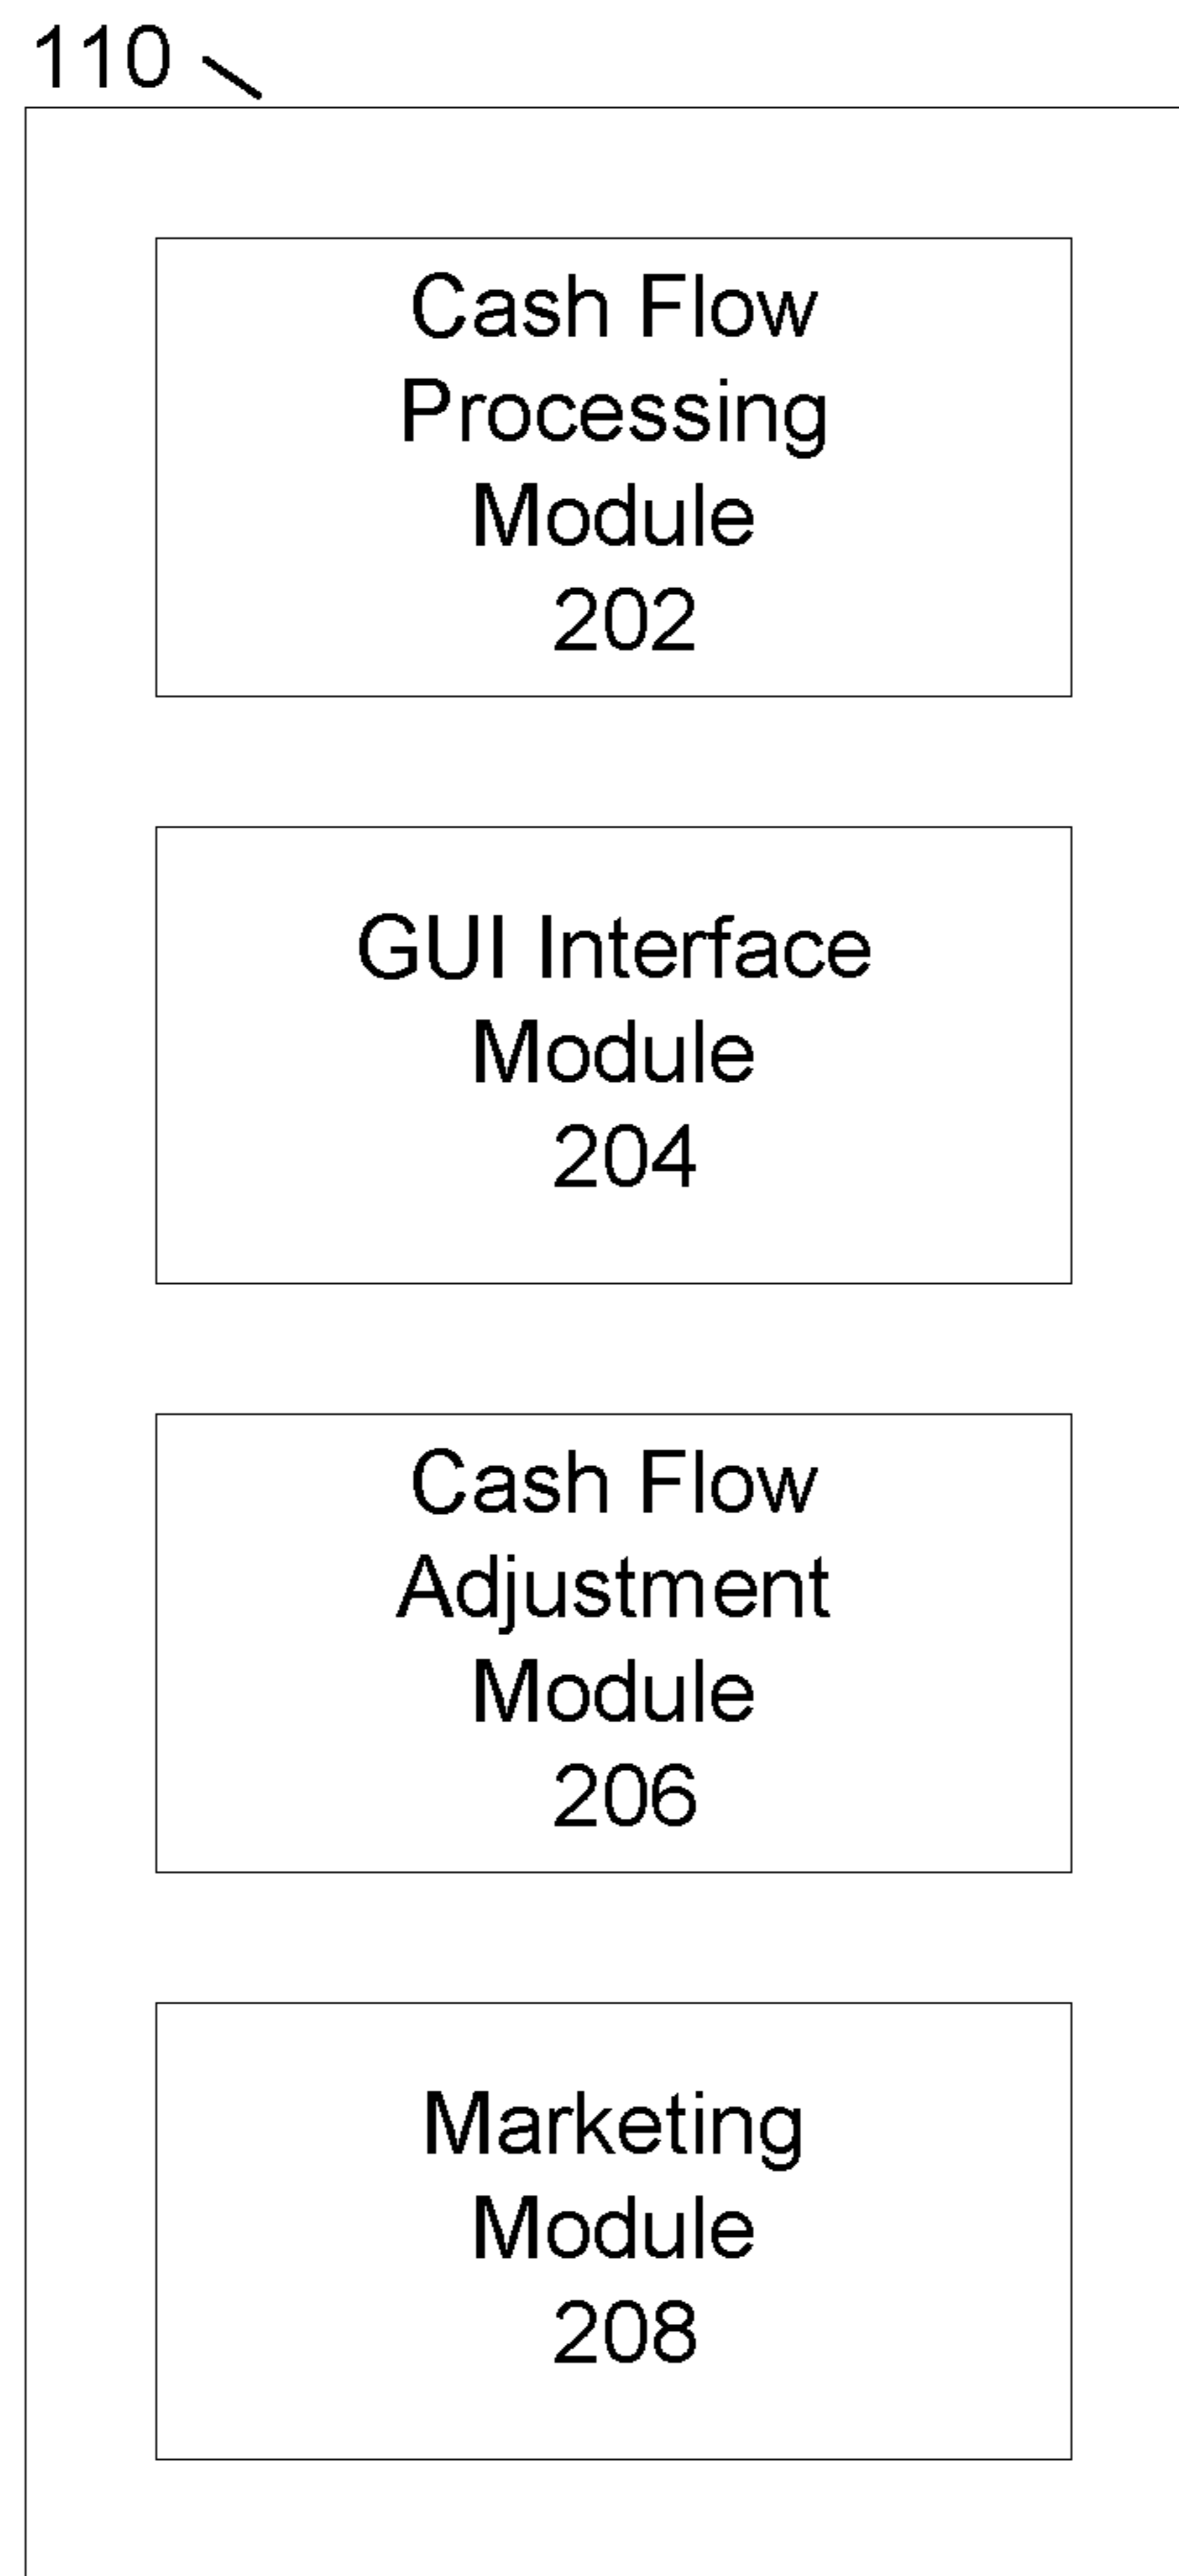 110
Cash Flow
Processing
Module
202
GUI Interface
Module
204
Cash Flow
Adjustment
Module
206
Marketing
Module
208